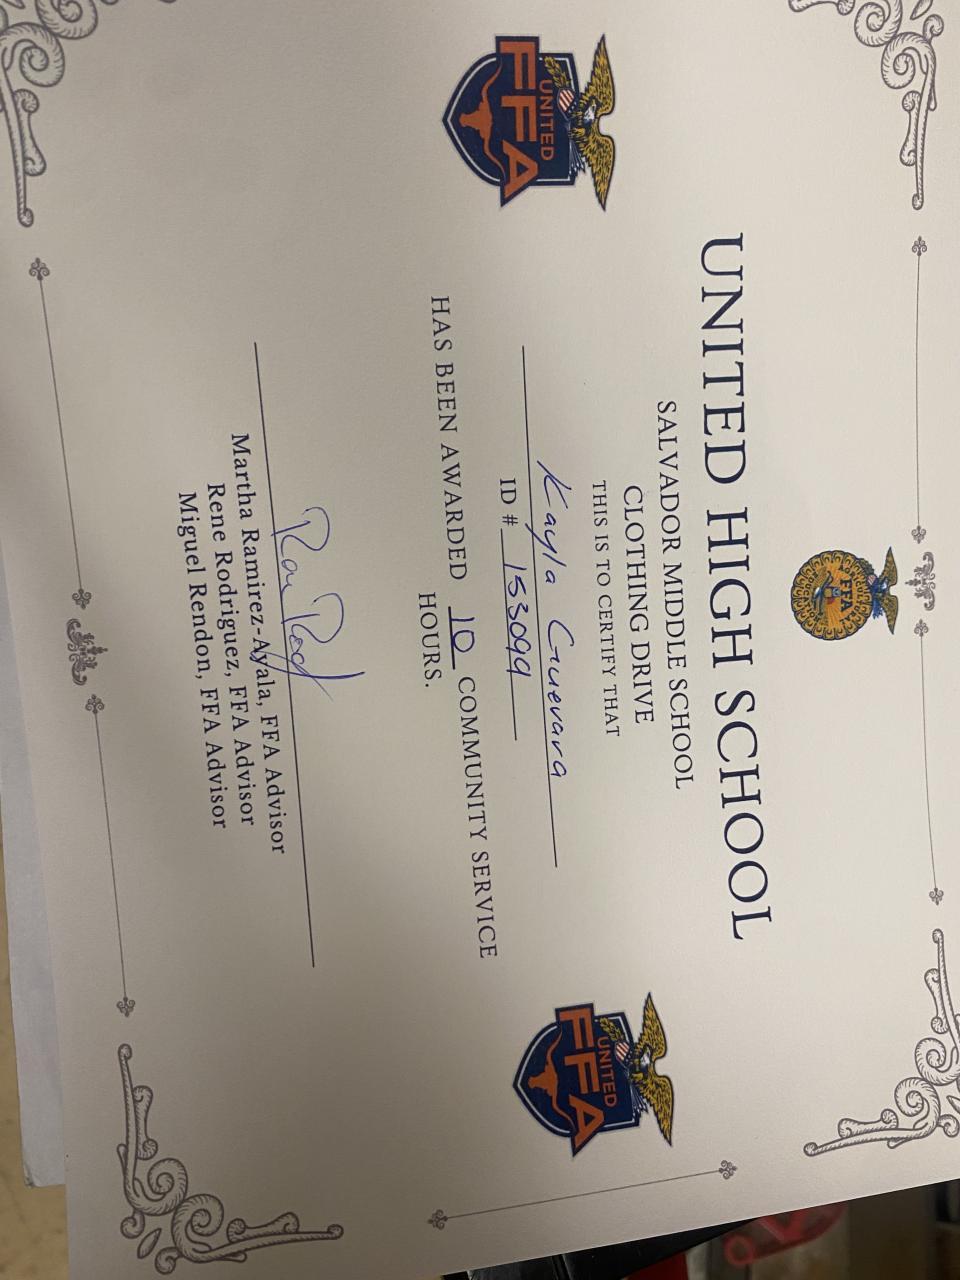 UNITED HIGH SCHOOL
SALVADOR MIDDLE SCHOOL
CLOTHING DRIVE
THIS IS TO CERTIFY THAT
Kayla Guevara
ID # 153099
HAS BEEN AWARDED 10 COMMUNITY SERVICE
HOURS.
Martha Ramirez-Ayala, FFA Advisor
Rene Rodriguez, FFA Advisor
Miguel Rendon, FFA Advisor
UNITED
FFA
UNITED
FFA
FFA